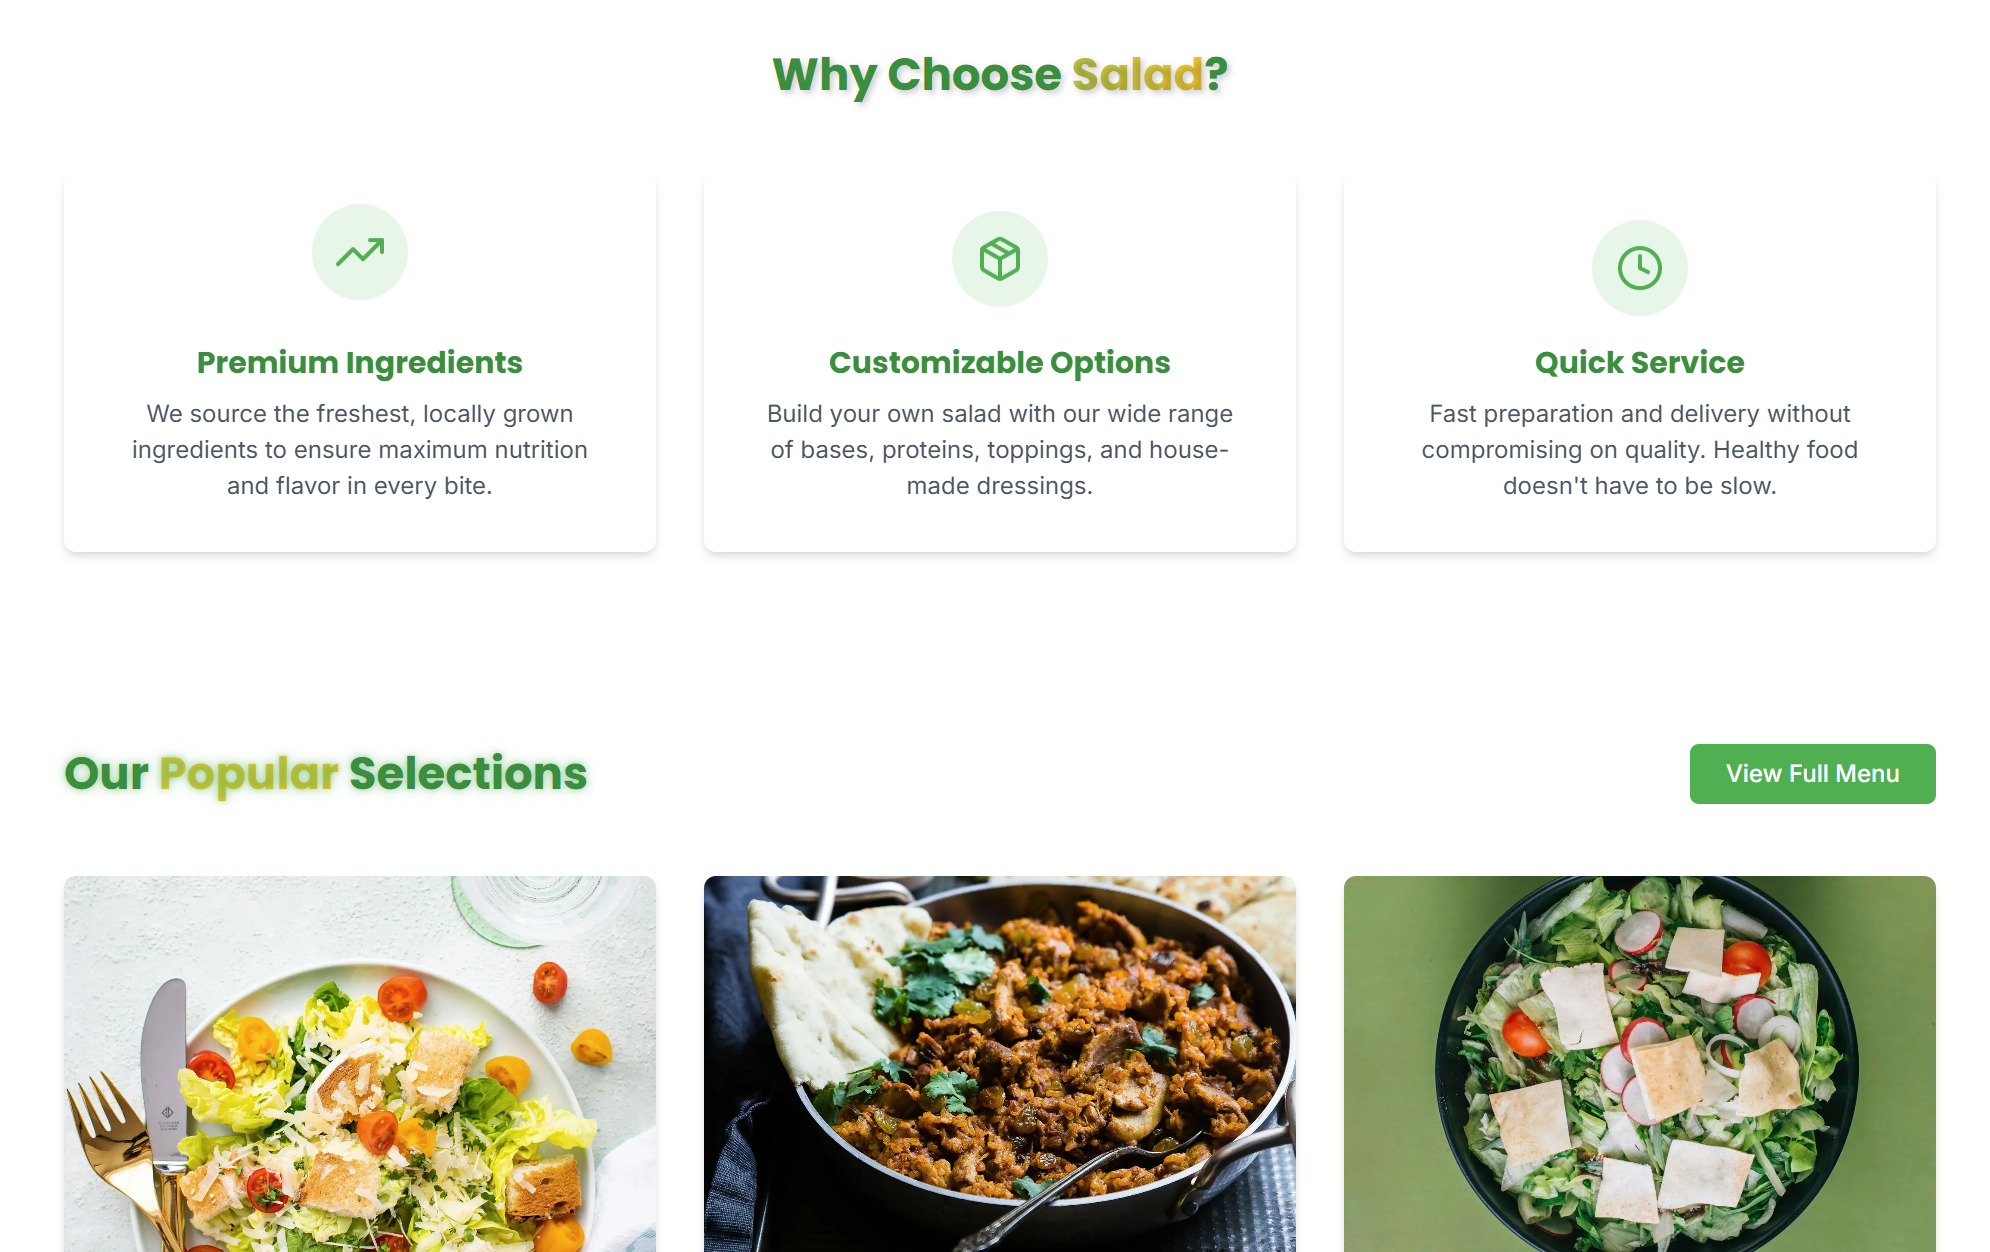 Why Choose Salad?
Premium Ingredients
We source the freshest, locally grown
ingredients to ensure maximum nutrition
and flavor in every bite.
Customizable Options
Build your own salad with our wide range
of bases, proteins, toppings, and house-
made dressings.
Quick Service
Fast preparation and delivery without
compromising on quality. Healthy food
doesn't have to be slow.
Our Popular Selections
View Full Menu